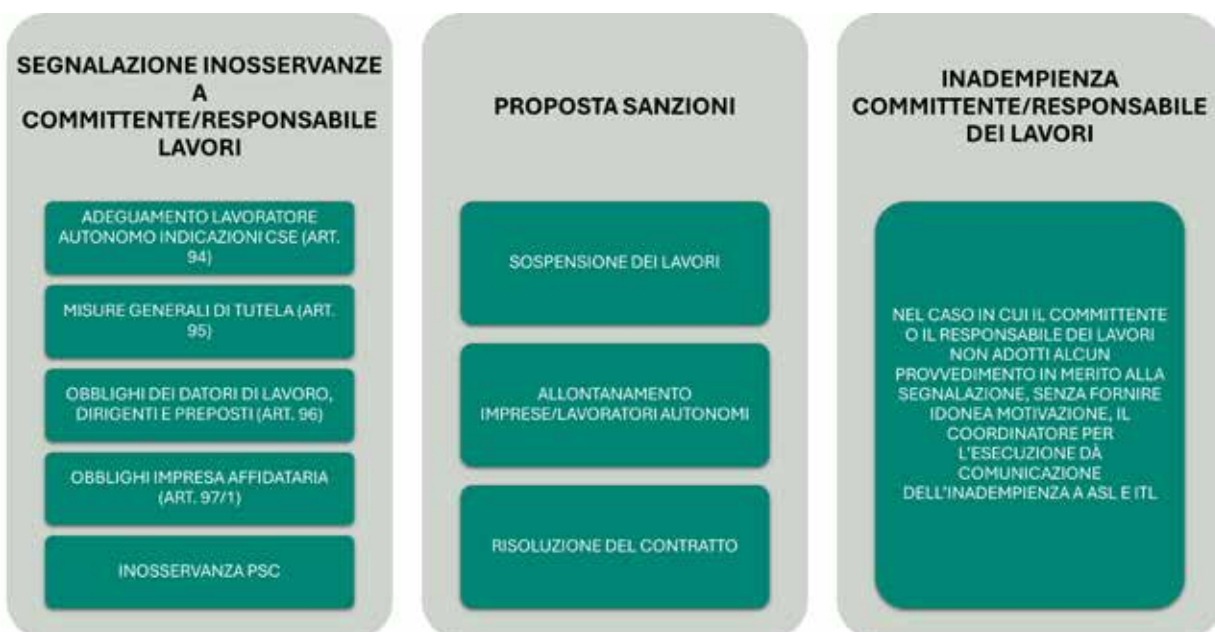 SEGNALAZIONE INOSSERVANZE
A
COMMITTENTE/RESPONSABILE
LAVORI
ADEGUAMENTO LAVORATORE
AUTONOMO INDICAZIONI CSE (ART.
94)
MISURE GENERALI DI TUTELA (ART.
95)
OBBLIGHI DEI DATORI DI LAVORO,
DIRIGENTI E PREPOSTI (ART. 96)
OBBLIGHI IMPRESA AFFIDATARIA
(ART. 97/1)
INOSSERVANZA PSC
PROPOSTA SANZIONI
SOSPENSIONE DEI LAVORI
ALLONTANAMENTO
IMPRESE/LAVORATORI AUTONOMI
RISOLUZIONE DEL CONTRATTO
INADEMPIENZA
COMMITTENTE/RESPONSABILE
DEI LAVORI
NEL CASO IN CUI IL COMMITTENTE
O IL RESPONSABILE DEI LAVORI
NON ADOTTI ALCUN
PROVVEDIMENTO IN MERITO ALLA
SEGNALAZIONE, SENZA FORNIRE
IDONEA MOTIVAZIONE, IL
COORDINATORE PER
L'ESECUZIONE DÀ
COMUNICAZIONE
DELL'INADEMPIENZA A ASL E ITL